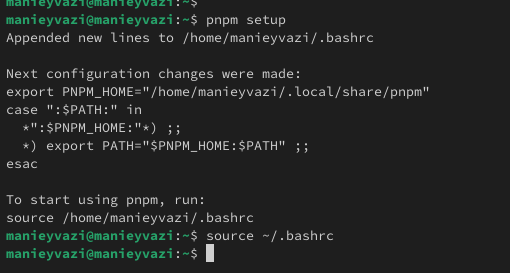 manieyvazi@manieyvazi:~$
manieyvazi@manieyvazi:~$ pnpm setup
Appended new lines to /home/manieyvazi/.bashrc

Next configuration changes were made:
export PNPM_HOME="/home/manieyvazi/.local/share/pnpm"
case ":$PATH:" in
  *":$PNPM_HOME:"*) ;;
  *) export PATH="$PNPM_HOME:$PATH" ;;
esac

To start using pnpm, run:
source /home/manieyvazi/.bashrc
manieyvazi@manieyvazi:~$ source ~/.bashrc
manieyvazi@manieyvazi:~$